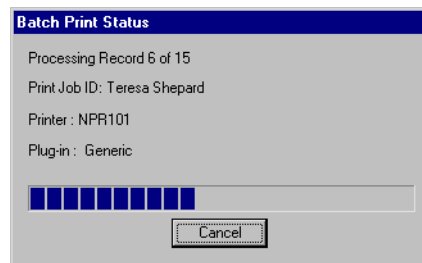 Batch Print Status
Processing Record 6 of 15
Print Job ID: Teresa Shepard
Printer : NPR101
Plug-in : Generic
Cancel